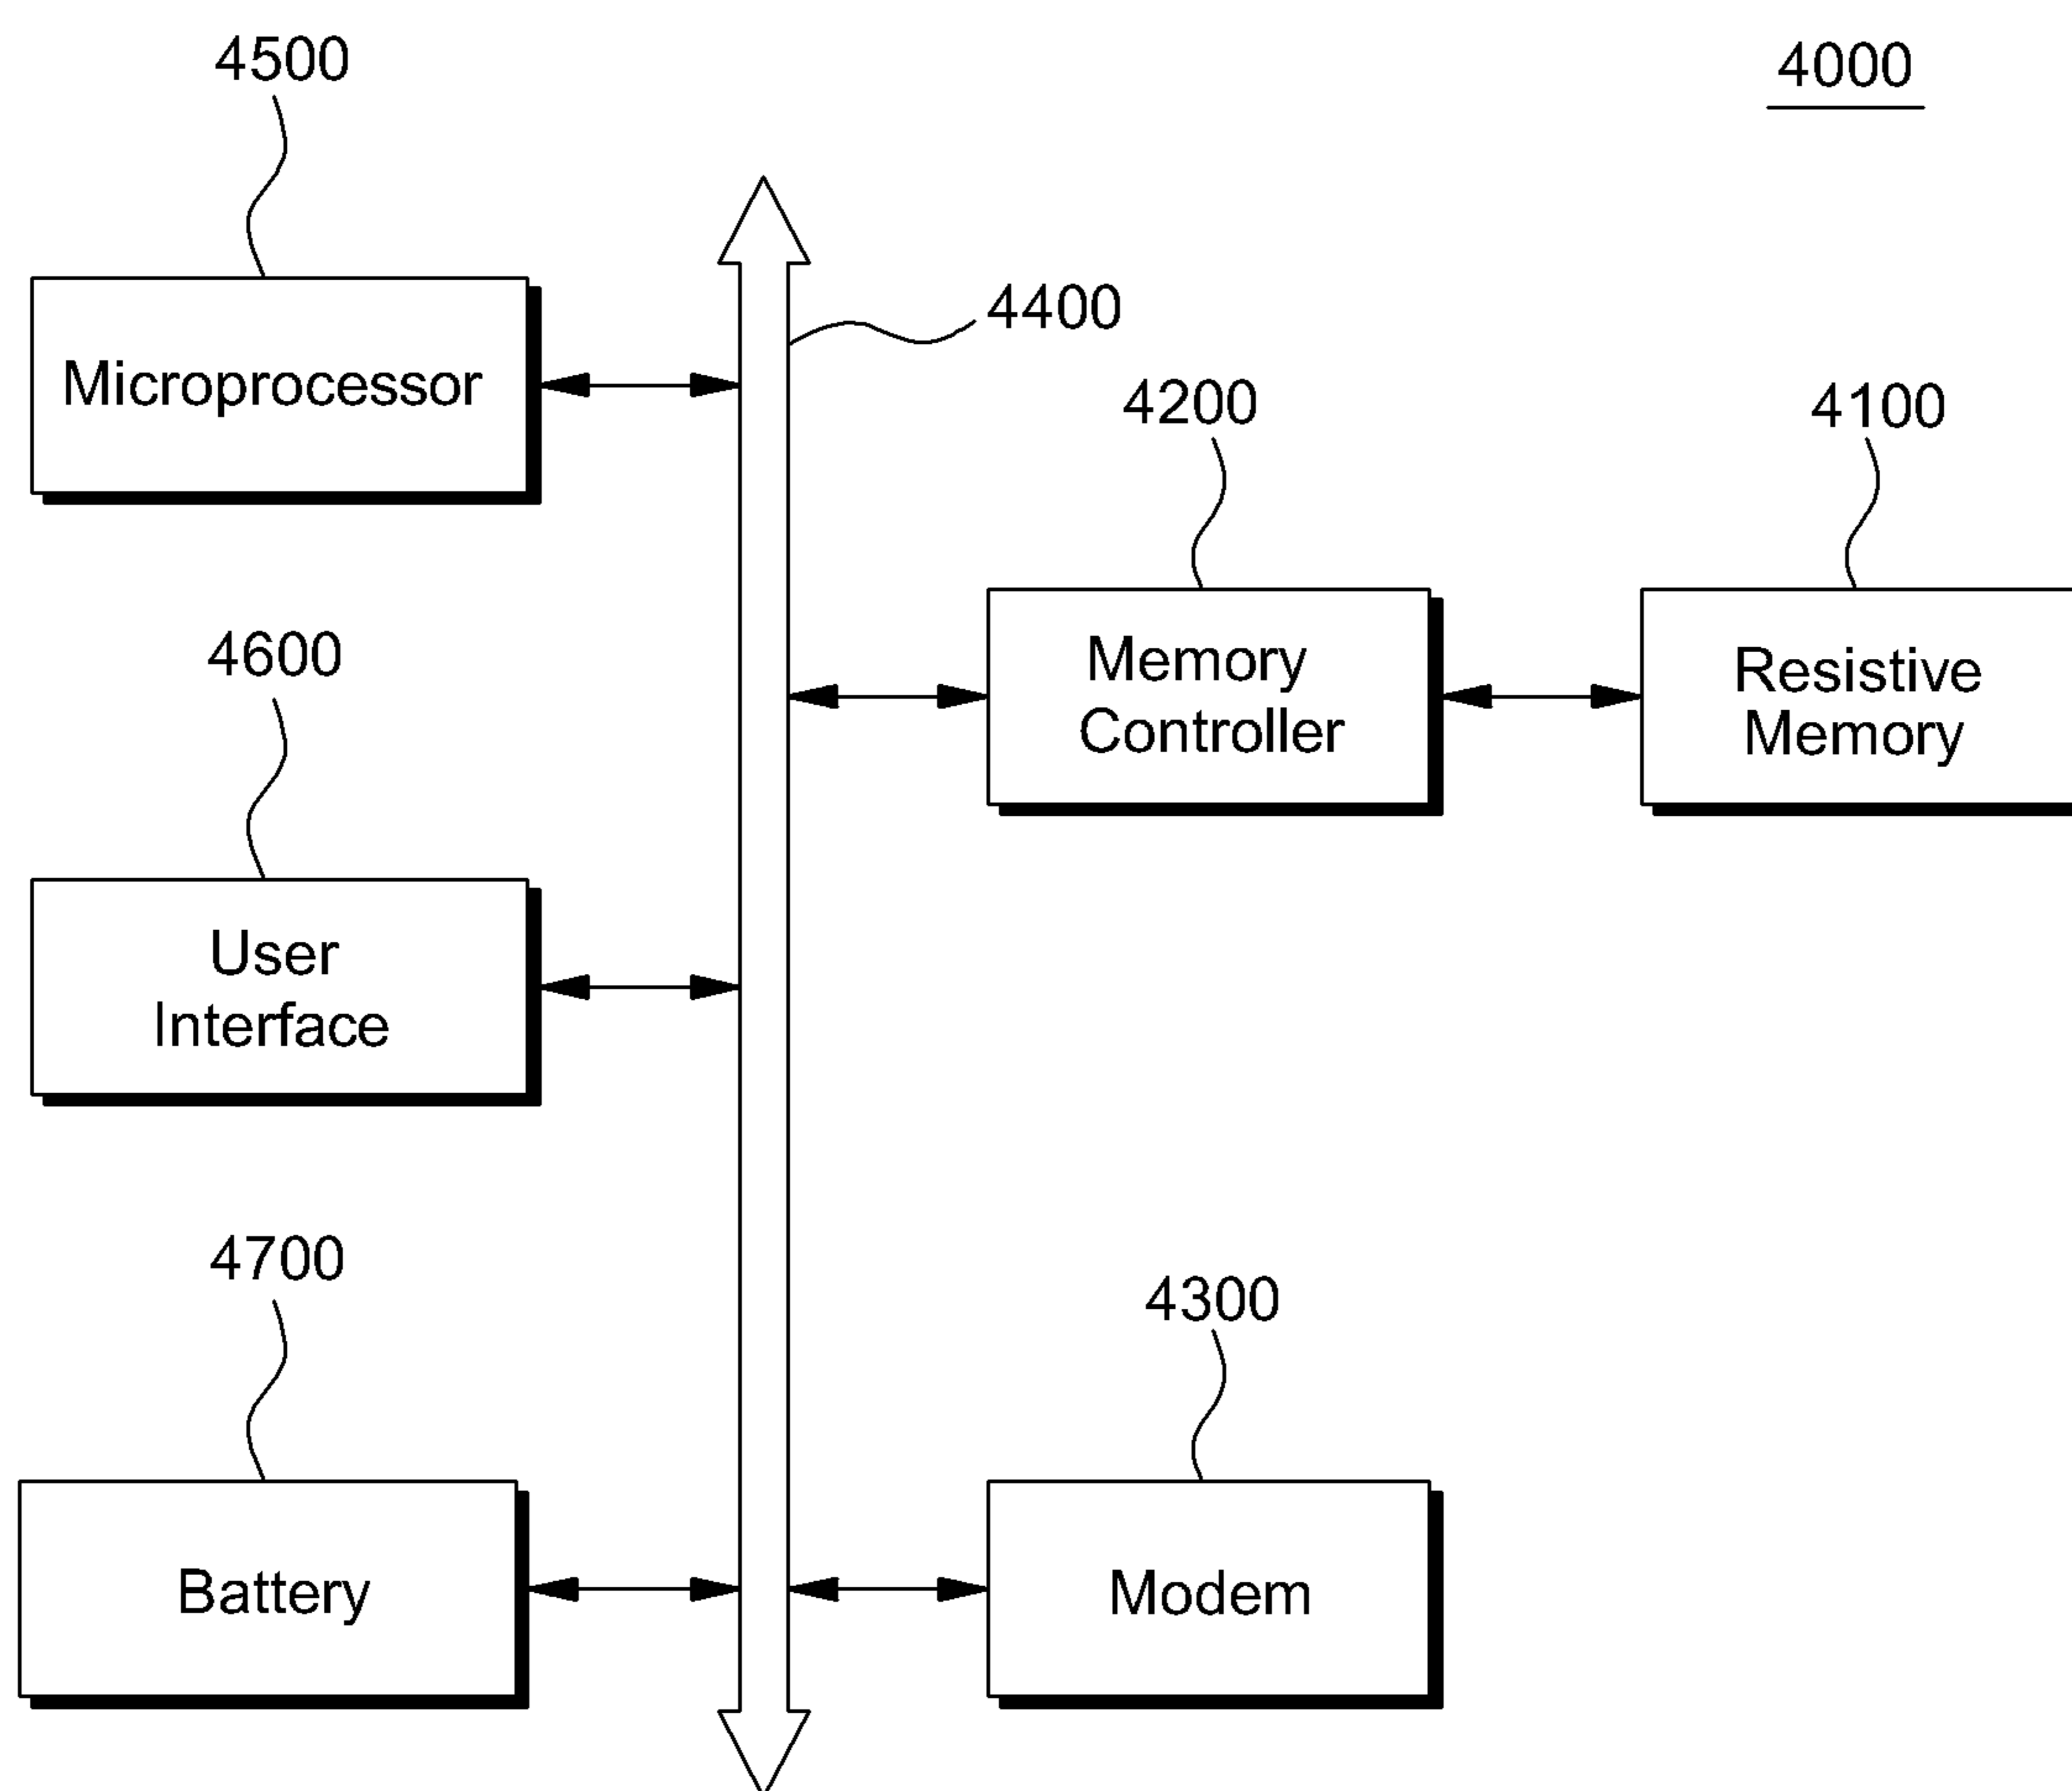 4500
4000
Microprocessor
4400
4200
4100
Memory
Controller
Resistive
Memory
4600
User
Interface
4700
4300
Battery
Modem